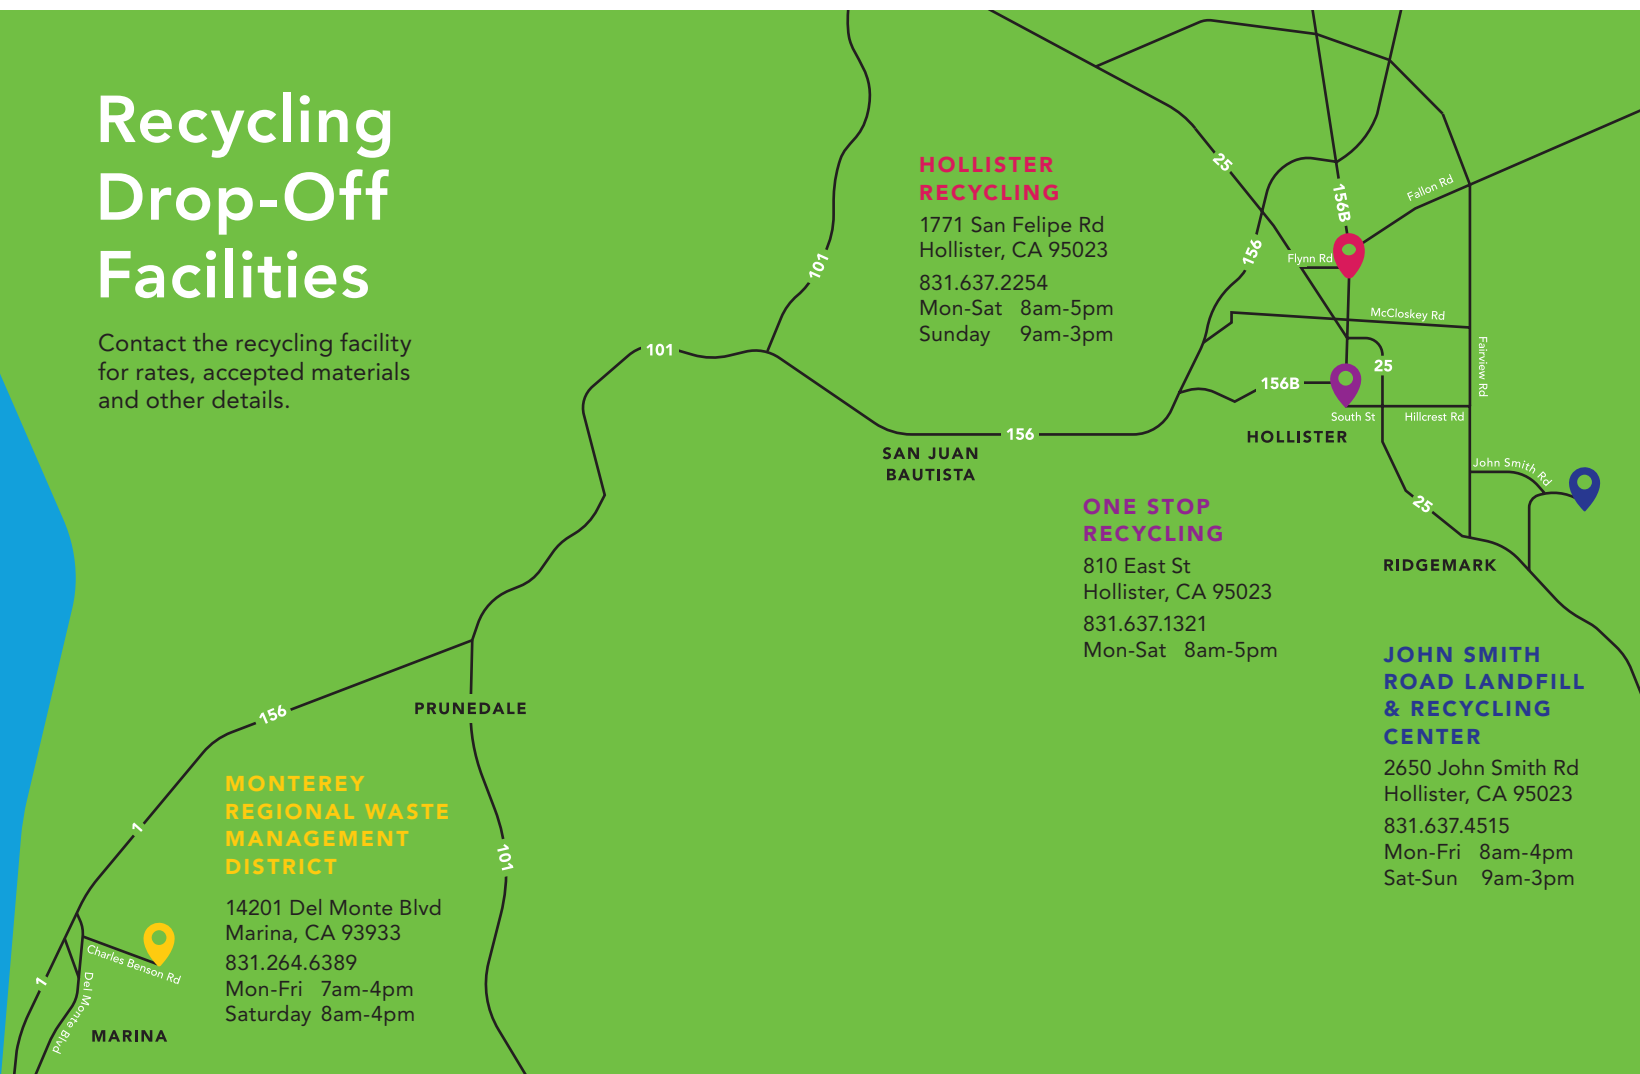 Recycling
Drop-Off
Facilities
Contact the recycling facility
for rates, accepted materials
and other details.
HOLLISTER
RECYCLING
1771 San Felipe Rd
Hollister, CA 95023
831.637.2254
Mon-Sat 8am-5pm
Sunday 9am-3pm
25
156B
Fallon Rd
156
Flynn Rd
101
McCloskey Rd
Fairview Rd
101
25
156B
South St
Hillcrest Rd
156
HOLLISTER
SAN JUAN
BAUTISTA
John Smith Rd
25
RIDGEMARK
ONE STOP
RECYCLING
810 East St
Hollister, CA 95023
831.637.1321
Mon-Sat 8am-5pm
JOHN SMITH
ROAD LANDFILL
& RECYCLING
CENTER
2650 John Smith Rd
Hollister, CA 95023
831.637.4515
Mon-Fri 8am-4pm
Sat-Sun 9am-3pm
156
PRUNEDALE
1
101
MONTEREY
REGIONAL WASTE
MANAGEMENT
DISTRICT
14201 Del Monte Blvd
Marina, CA 93933
831.264.6389
Mon-Fri 7am-4pm
Saturday 8am-4pm
Charles Benson Rd
1
Del Monte Blvd
MARINA